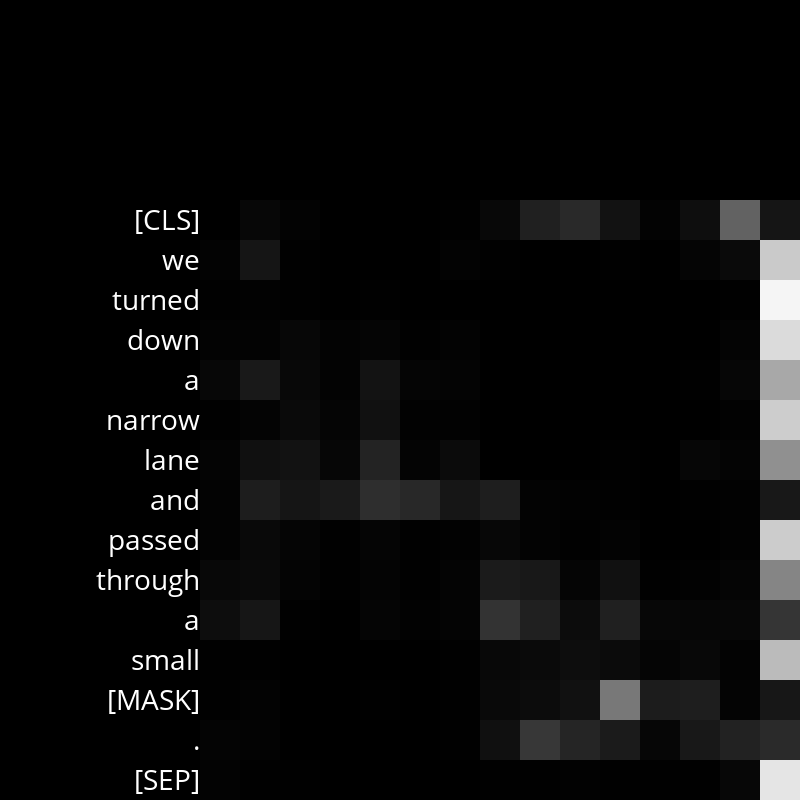 [CLS]
we
turned
down
a
narrow
lane
and
passed
through
a
small
[MASK]
.
[SEP]